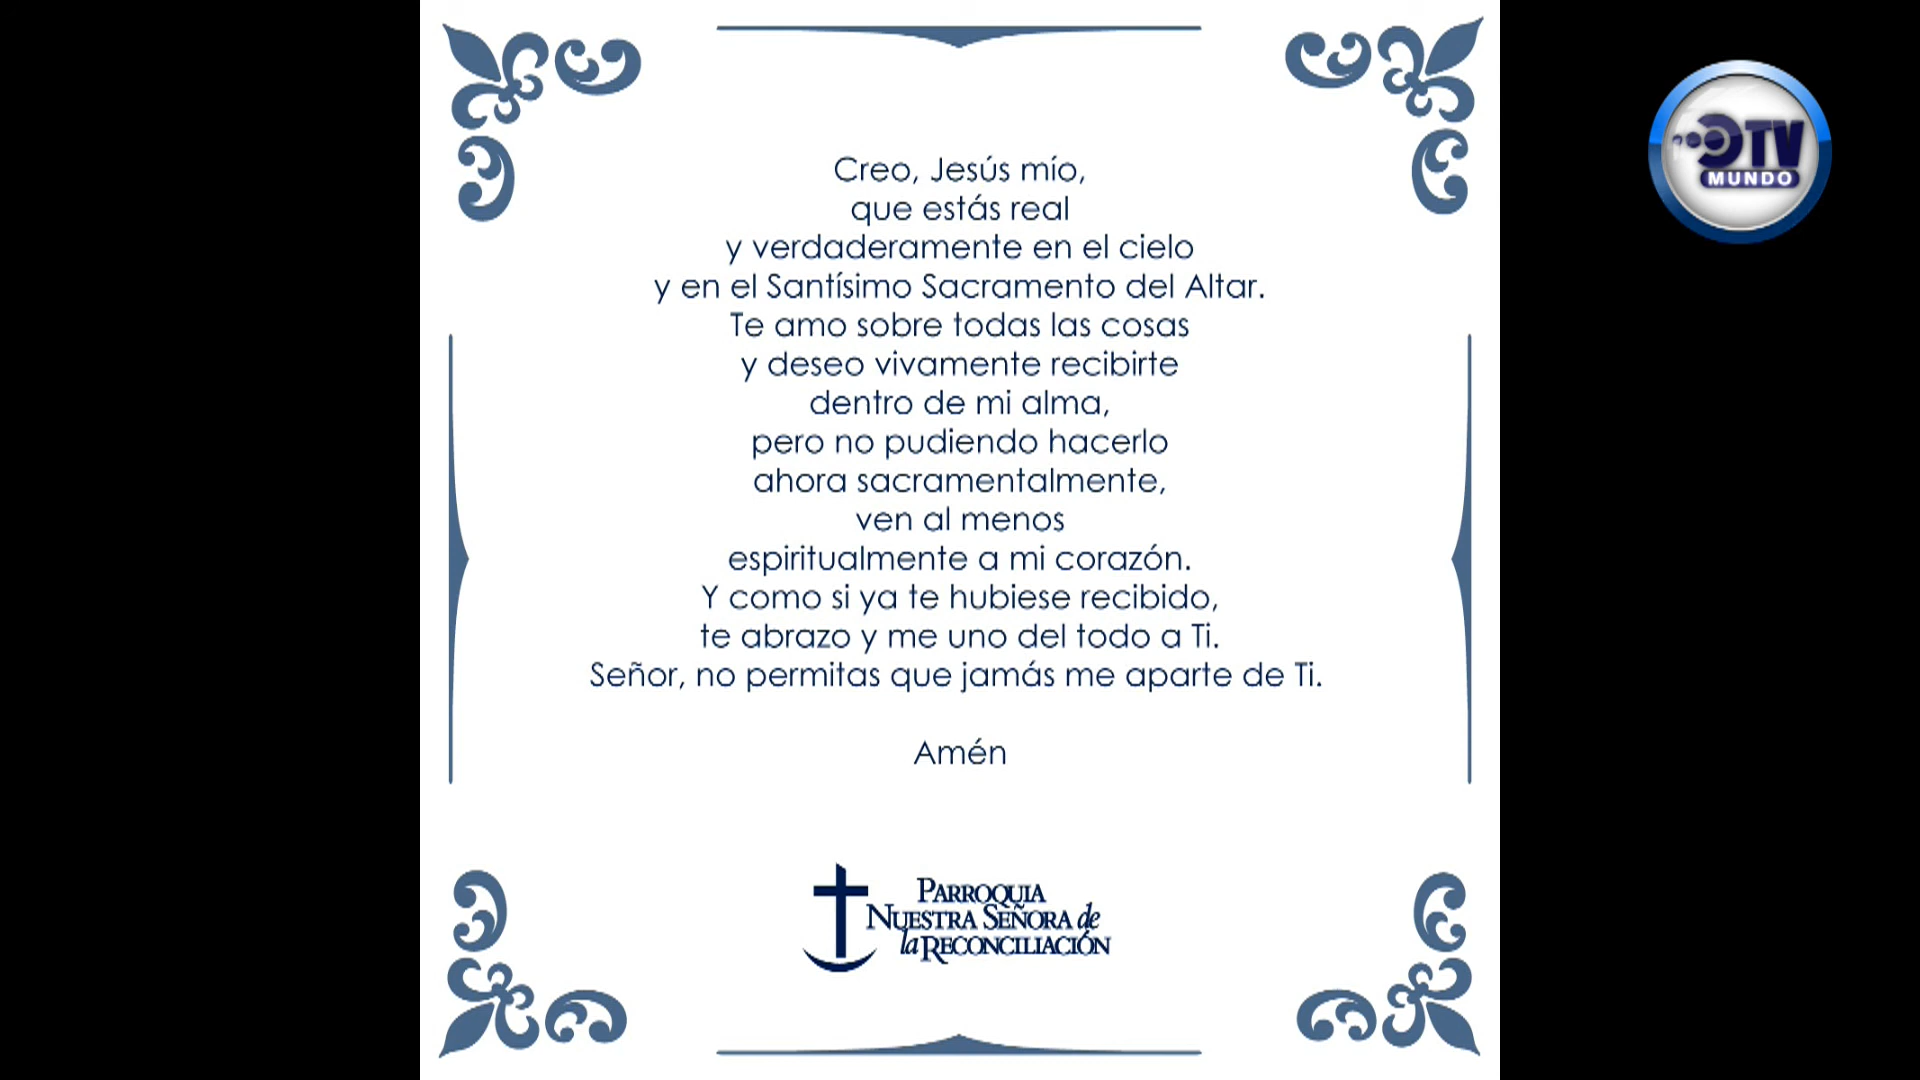 Creo, Jesús mío,
que estás real
y verdaderamente en el cielo
y en el Santísimo Sacramento del Altar.
Te amo sobre todas las cosas
y deseo vivamente recibirte
dentro de mi alma,
pero no pudiendo hacerlo
ahora sacramentalmente,
ven al menos
espiritualmente a mi corazón.
Y como si ya te hubiese recibido,
te abrazo y me uno del todo a Ti.
Señor, no permitas que jamás me aparte de Ti.
Amén
PARROQUIA
NUESTRA SEÑORA de
la RECONCILIACIÓN
TV
MUNDO